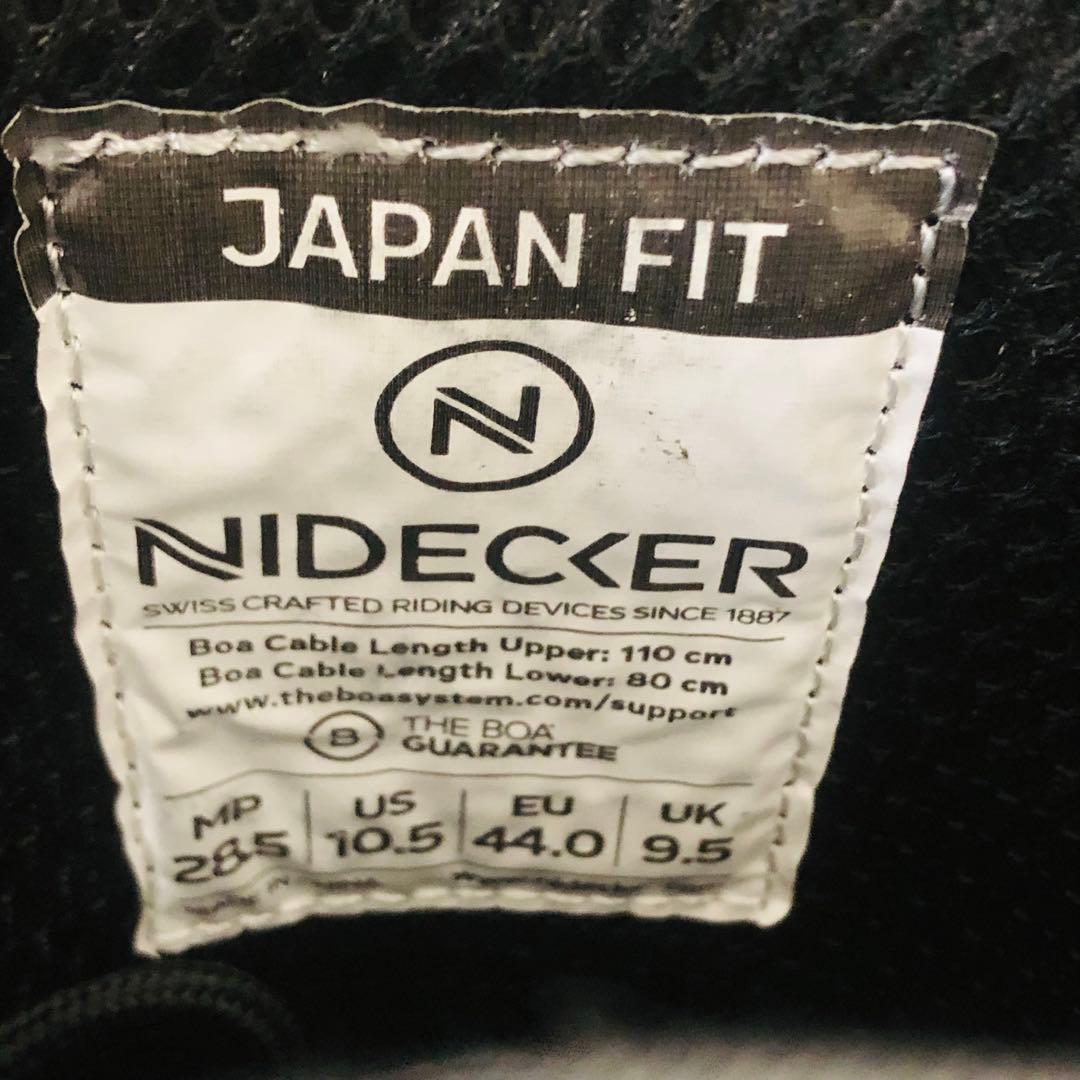 JAPAN FIT
N
NIDECKER
SWISS CRAFTED RIDING DEVICES SINCE 1887
Boa Cable Length Upper: 110 cm
Boa Cable Length Lower: 80 cm
www.theboasystem.com/support
B THE BOA
GUARANTEE
MP US EU UK
28.5 10.5 44.0 9.5